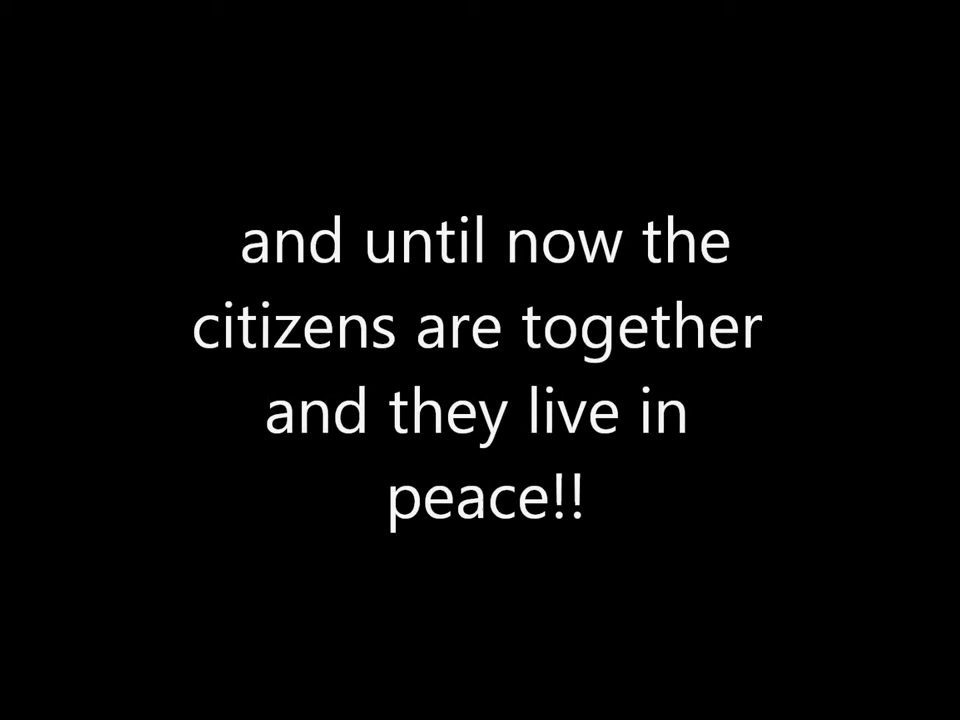 and until now the
citizens are together
and they live in
peace!!